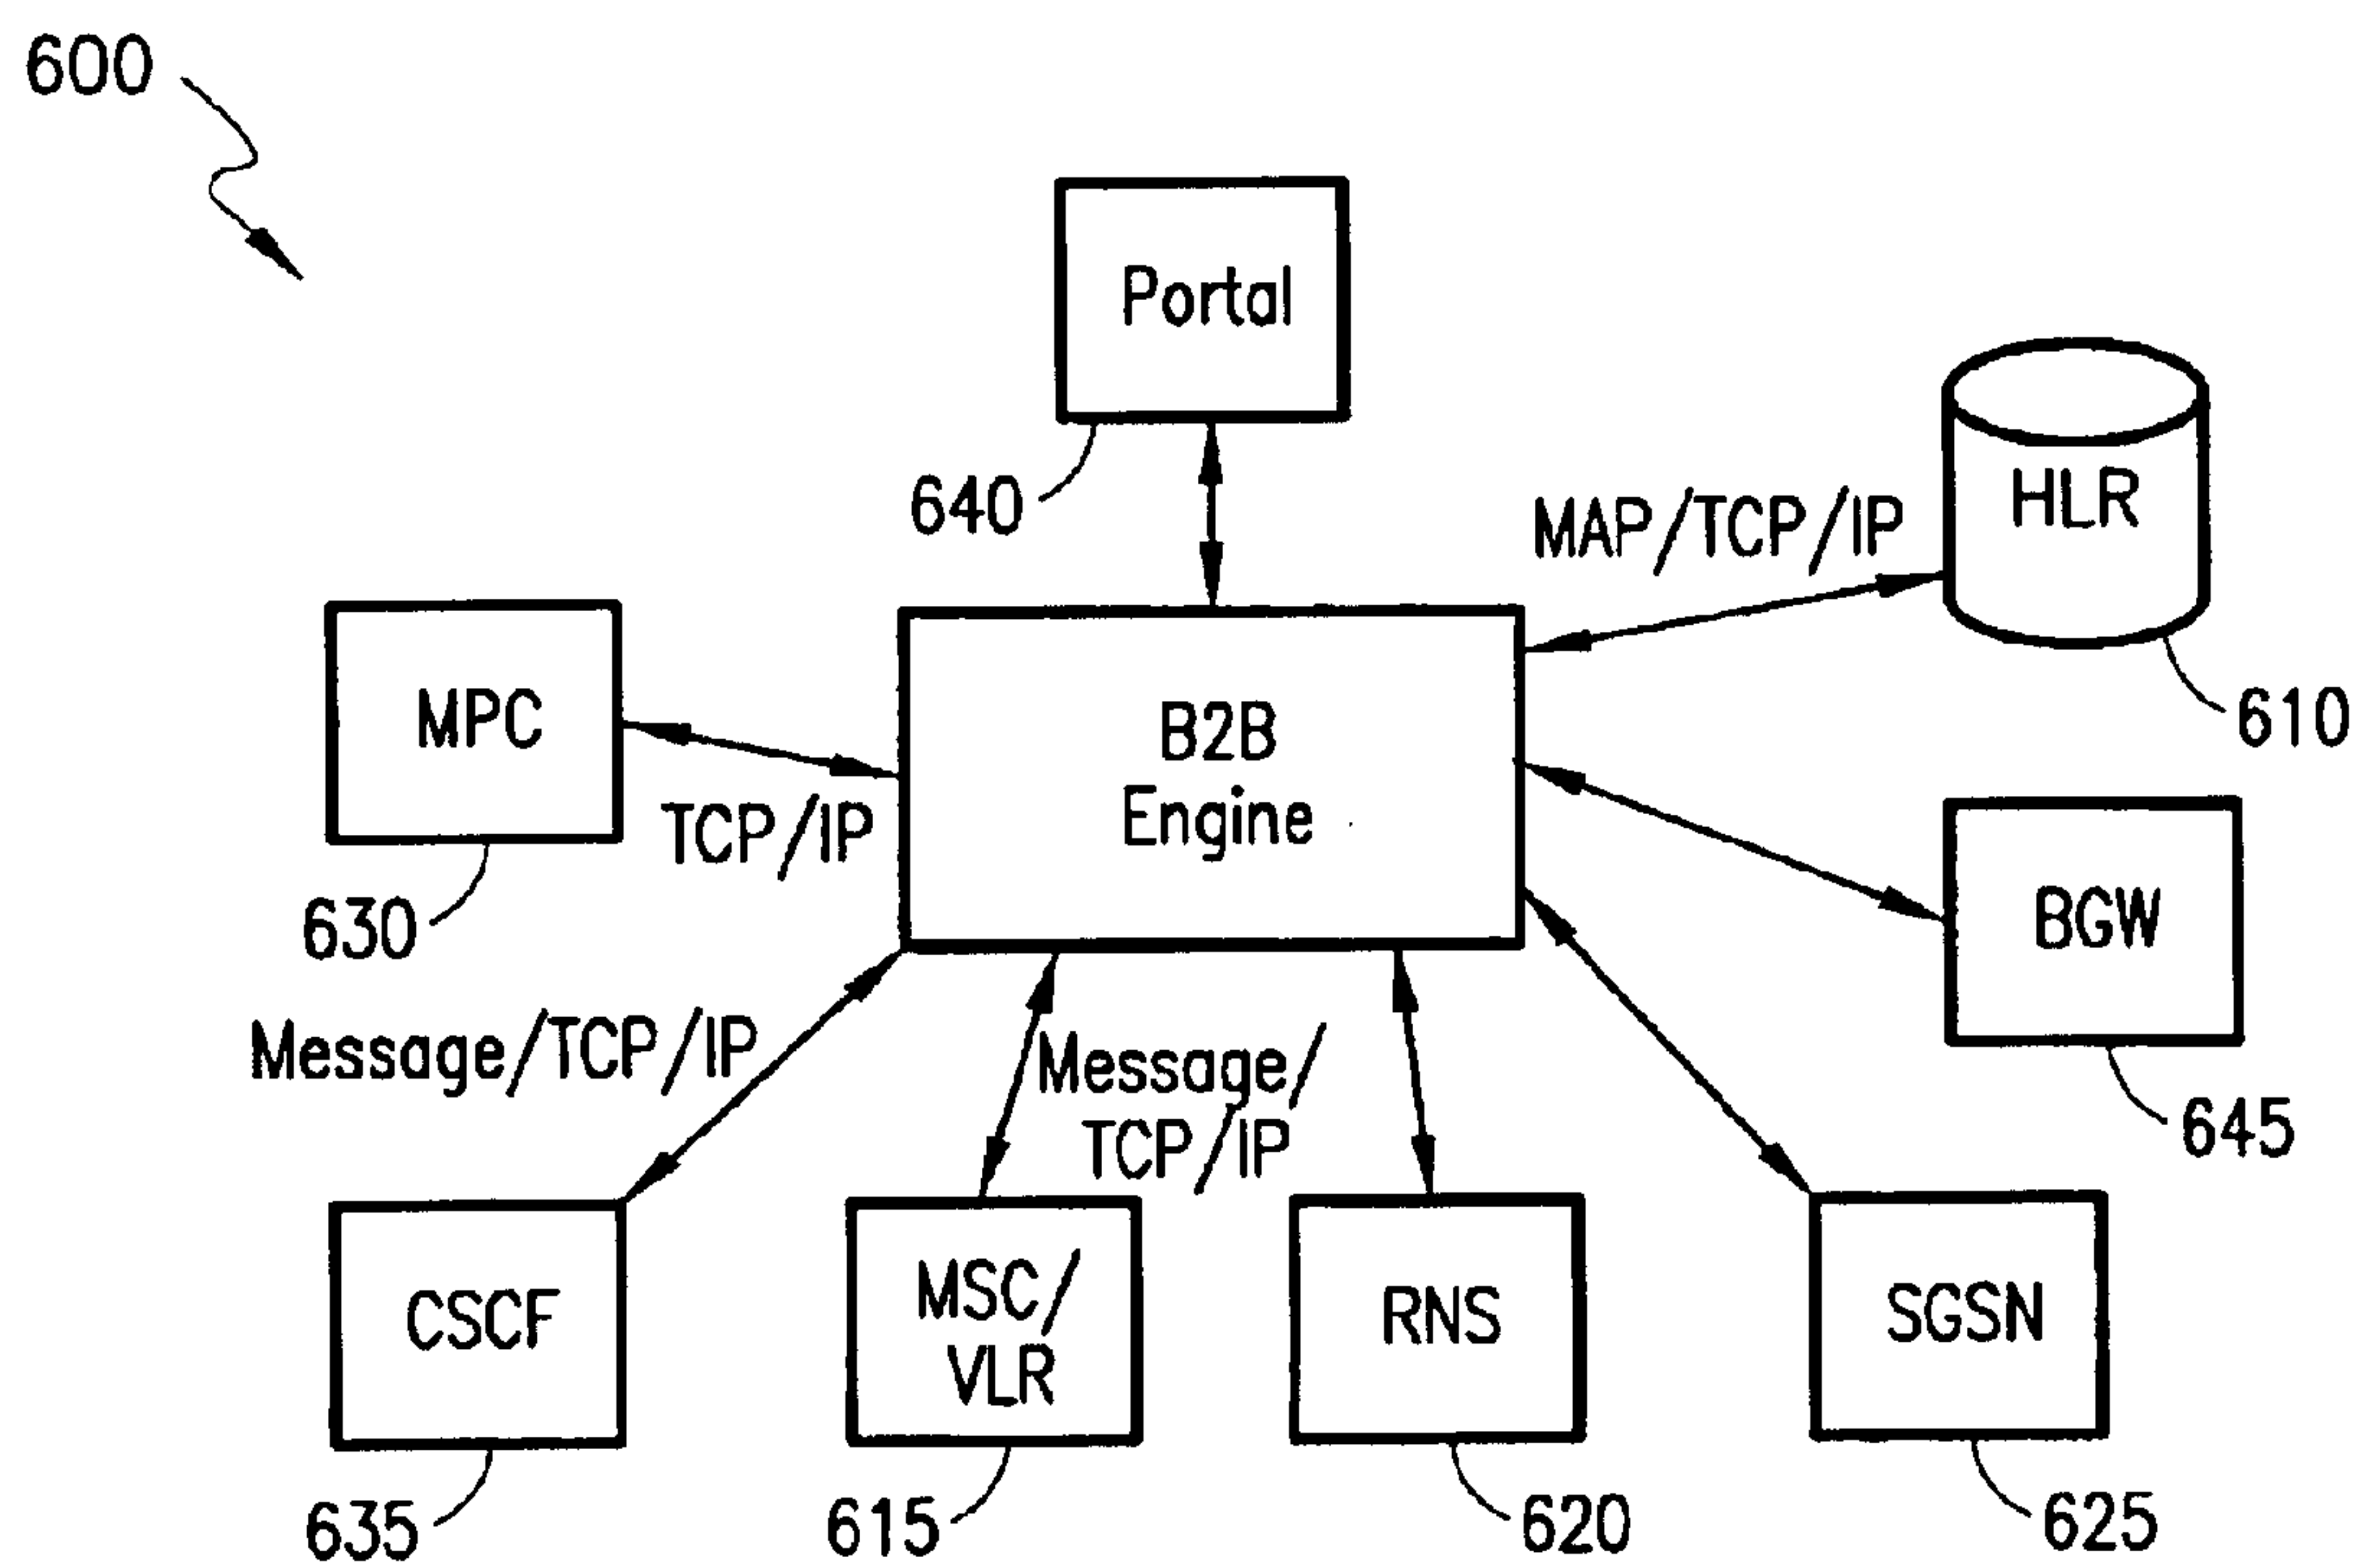 600
Portal
640
MAP/TCP/IP
HLR
610
MPC
TCP/IP
630
B2B
Engine
BGW
645
Message/TCP/IP
Message/
TCP/IP
CSCF
635
MSC/
VLR
615
RNS
620
SGSN
625